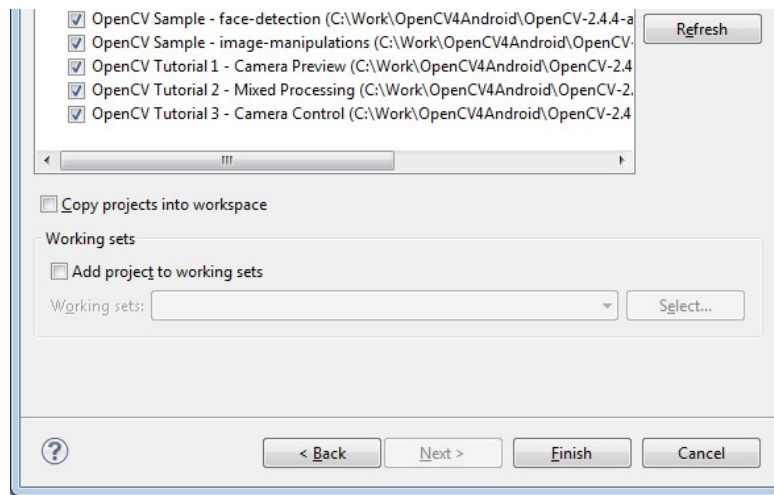 OpenCV Sample - face-detection (C:\Work\OpenCV4Android\OpenCV-2.4.4-a
Refresh
OpenCV Sample - image-manipulations (C:\Work\OpenCV4Android\OpenCV-
OpenCV Tutorial 1 - Camera Preview (C:\Work\OpenCV4Android\OpenCV-2.4
OpenCV Tutorial 2 - Mixed Processing (C:\Work\OpenCV4Android\OpenCV-2.
OpenCV Tutorial 3 - Camera Control (C:\Work\OpenCV4Android\OpenCV-2.4
Copy projects into workspace
Working sets
Add project to working sets
Working sets:
Select...
?
< Back
Next >
Finish
Cancel